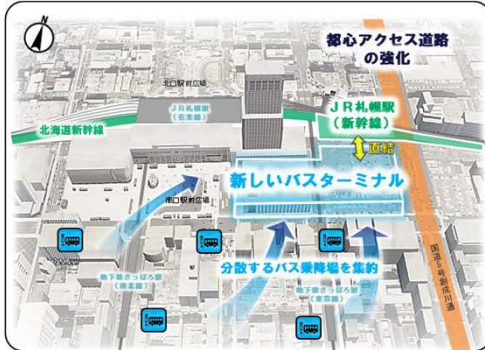 N
都心アクセス道路
の強化
北口駅前広場
JR札幌駅
(在来線)
JR札幌駅
(新幹線)
北海道新幹線
直結
新しいバスターミナル
南口駅前広場
分散するバス乗降場を集約
地下鉄さっぽろ駅
(南北線)
地下鉄さっぽろ駅
(東豊線)
国道5号創成川通